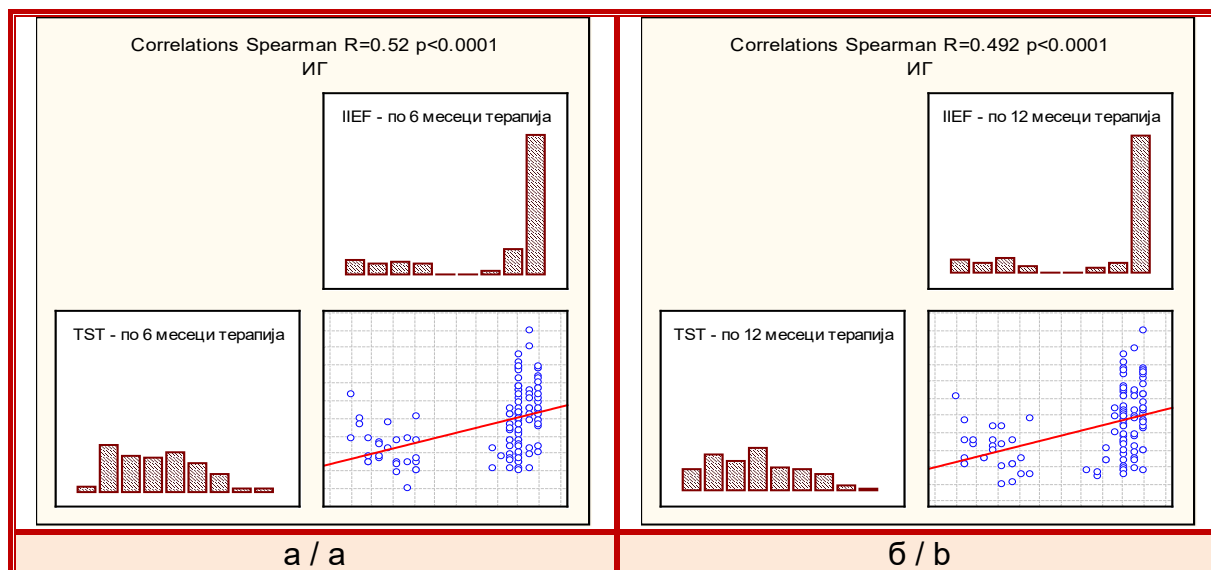 Correlations Spearman R=0.52 p<0.0001
ИГ
IIEF - по 6 месеци терапија
TST - по 6 месеци терапија
а / a
Correlations Spearman R=0.492 p<0.0001
ИГ
IIEF - по 12 месеци терапија
TST - по 12 месеци терапија
б / b